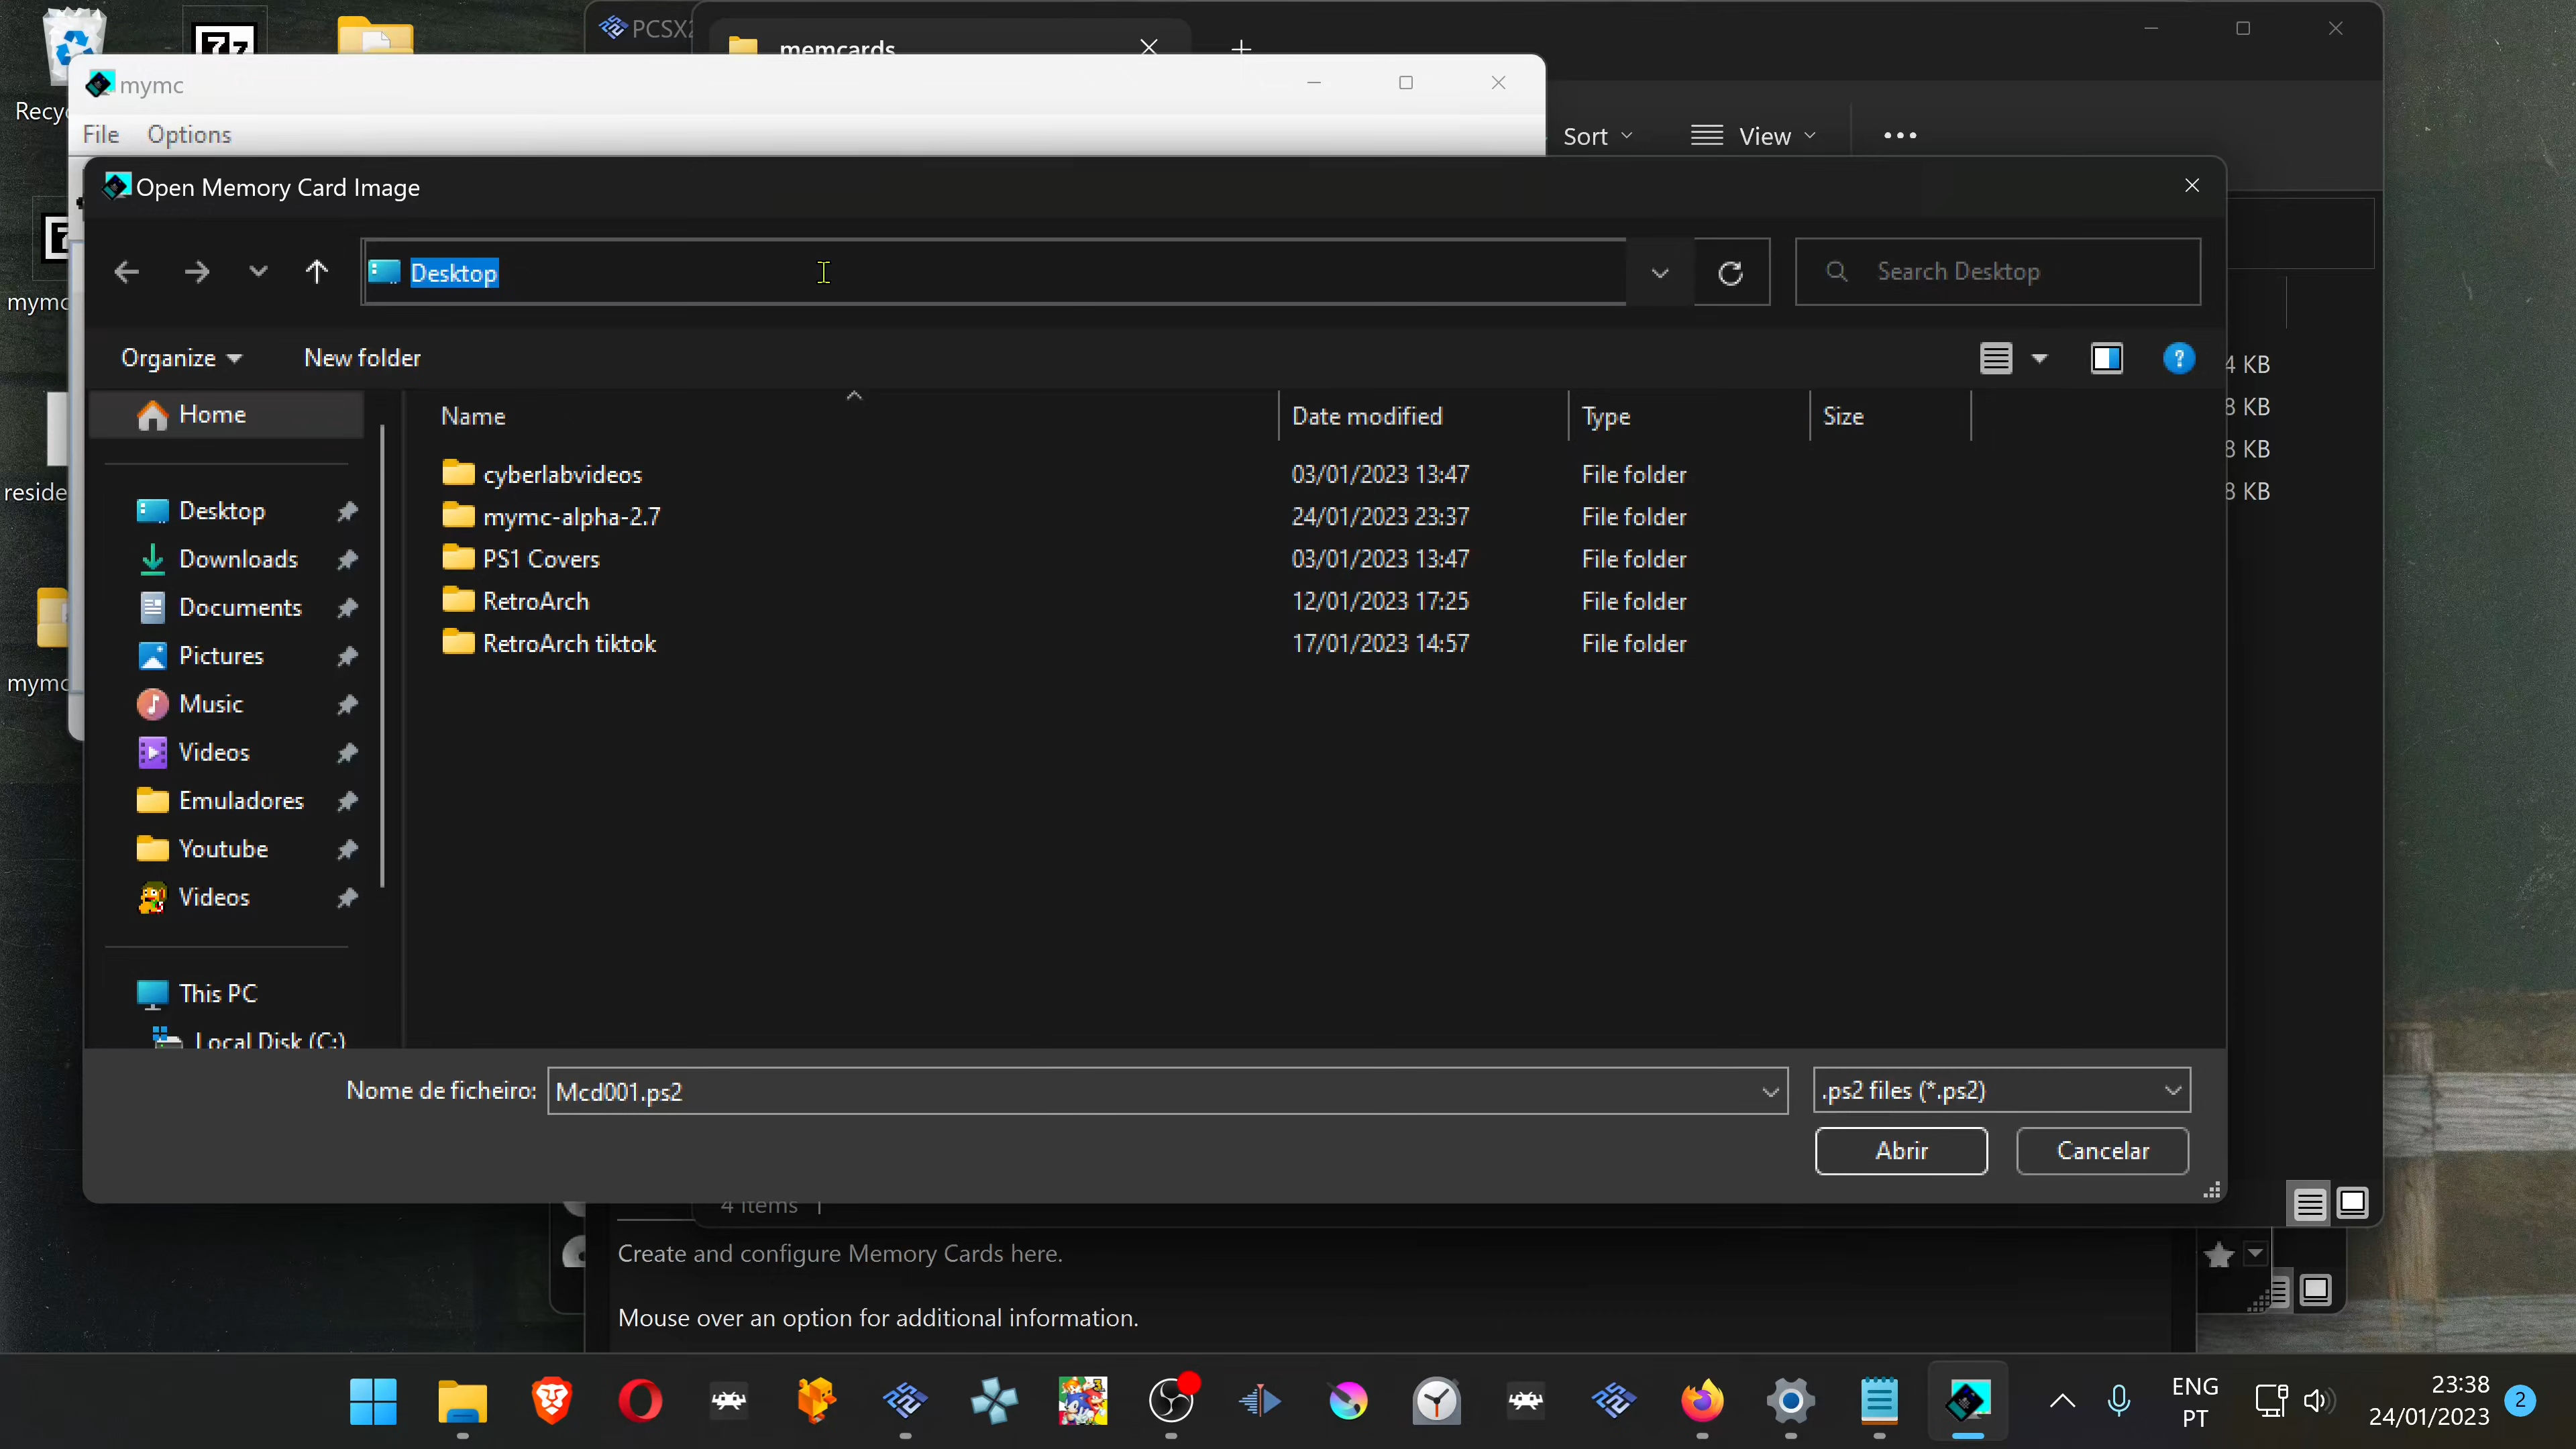 PCSX2
memcards
mymc
File Options
Sort View
Open Memory Card Image
Desktop
Search Desktop
Organize New folder
Name Date modified Type Size
cyberlabvideos 03/01/2023 13:47 File folder
mymc-alpha-2.7 24/01/2023 23:37 File folder
PS1 Covers 03/01/2023 13:47 File folder
RetroArch 12/01/2023 17:25 File folder
RetroArch tiktok 17/01/2023 14:57 File folder
Home
Desktop
Downloads
Documents
Pictures
Music
Videos
Emuladores
Youtube
Videos
This PC
Local Disk (C:)
4 KB
8 KB
8 KB
8 KB
Recyc
mymc
reside
mymc
Nome de ficheiro: Mcd001.ps2 .ps2 files (*.ps2)
Abrir Cancelar
4 items
Create and configure Memory Cards here.
Mouse over an option for additional information.
ENG
PT
23:38
24/01/2023
2